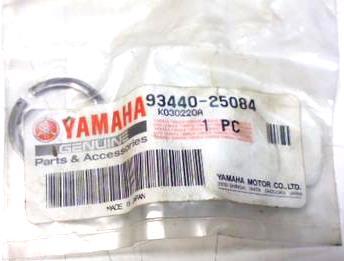 YAMAHA 93440-25084
K030220A
GENUINE 1 PC
Parts & Accessories
YAMAHA MOTOR CO., LTD.
MADE IN JAPAN